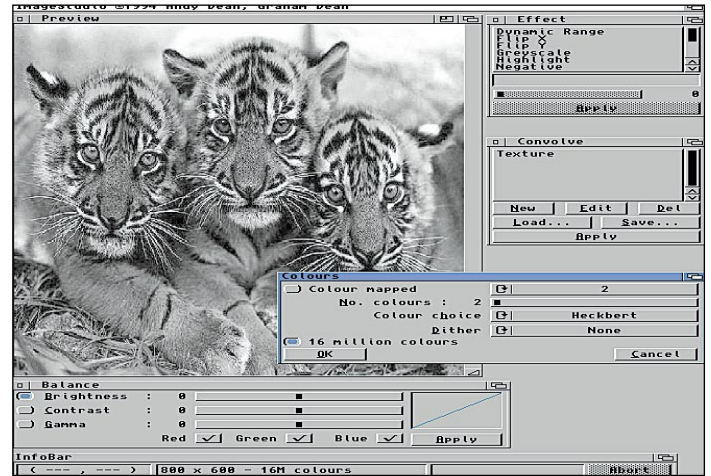 ImageStudio ©1994 Andy Dean, Graham Dean
Preview
Effect
Dynamic Range
Flip X
Flip Y
Greyscale
Highlight
Negative
0
Apply
Convolve
Texture
New Edit Del
Load... Save...
Apply
Colours
Colour mapped 2
No. colours : 2
Colour choice Heckbert
Dither None
16 million colours
OK Cancel
Balance
Brightness : 0
Contrast : 0
Gamma : 0
Red Green Blue Apply
InfoBar
( --- , --- ) 800 x 600 - 16M colours Abort